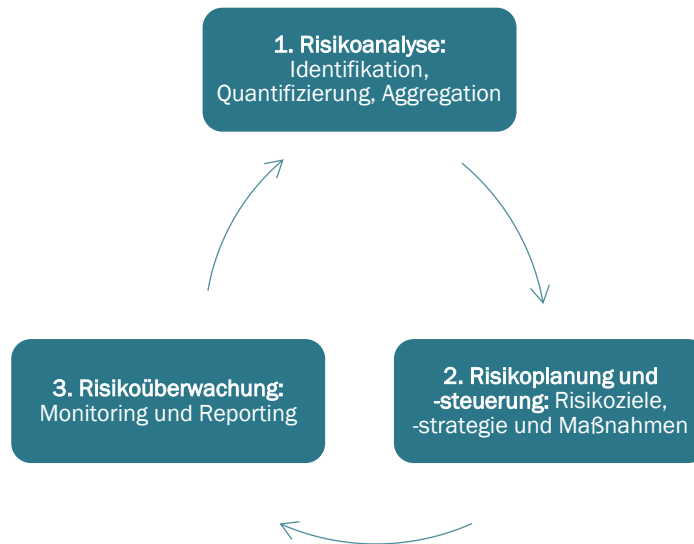 1. Risikoanalyse:
Identifikation,
Quantifizierung, Aggregation
2. Risikoplanung und
-steuerung: Risikoziele,
-strategie und Maßnahmen
3. Risikoüberwachung:
Monitoring und Reporting